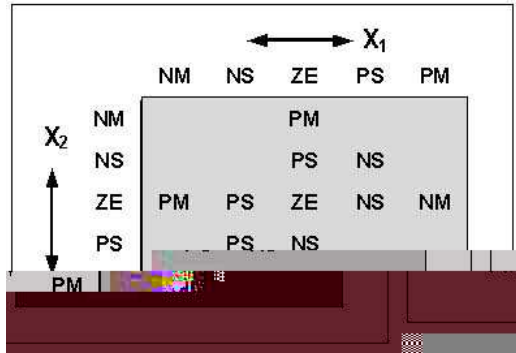 X₁
NM NS ZE PS PM
NM PM
X₂
NS PS NS
ZE PM PS ZE NS NM
PS PS NS
PM